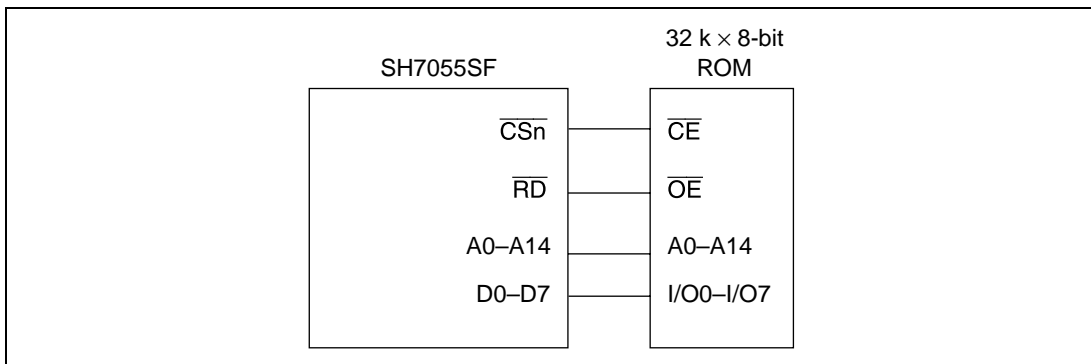 32 k × 8-bit
SH7055SF ROM
CSn CE
RD OE
A0–A14 A0–A14
D0–D7 I/O0–I/O7